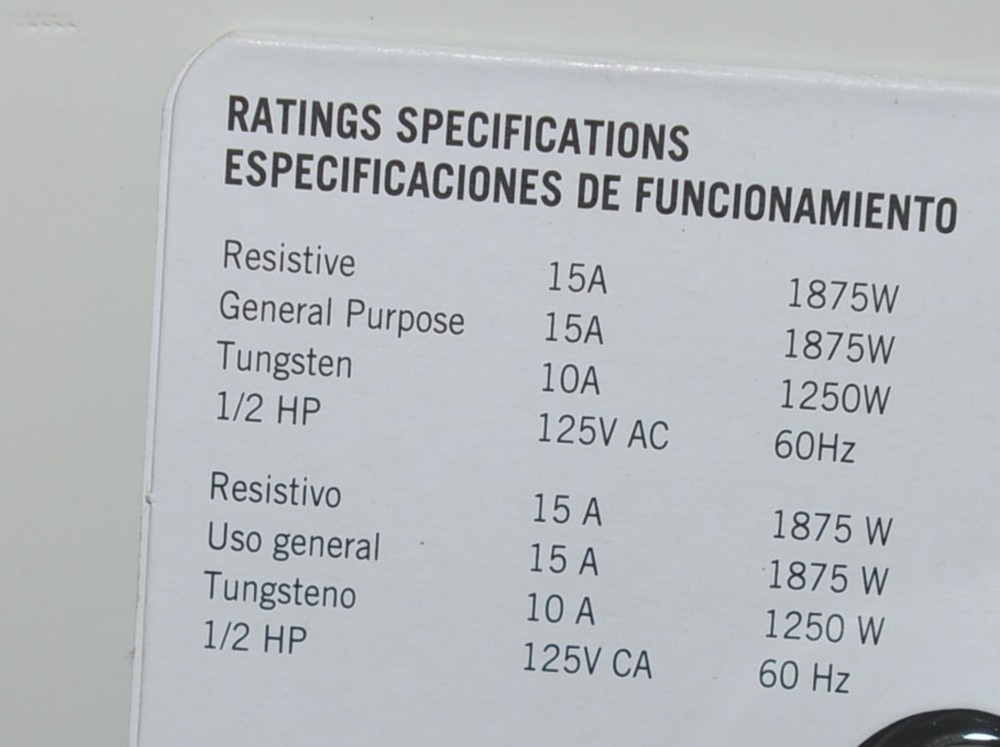 RATINGS SPECIFICATIONS
ESPECIFICACIONES DE FUNCIONAMIENTO
Resistive 15A 1875W
General Purpose 15A 1875W
Tungsten 10A 1250W
1/2 HP 125V AC 60Hz
Resistivo 15 A 1875 W
Uso general 15 A 1875 W
Tungsteno 10 A 1250 W
1/2 HP 125V CA 60 Hz